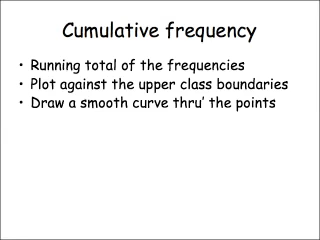 Cumulative frequency
• Running total of the frequencies
• Plot against the upper class boundaries
• Draw a smooth curve thru’ the points